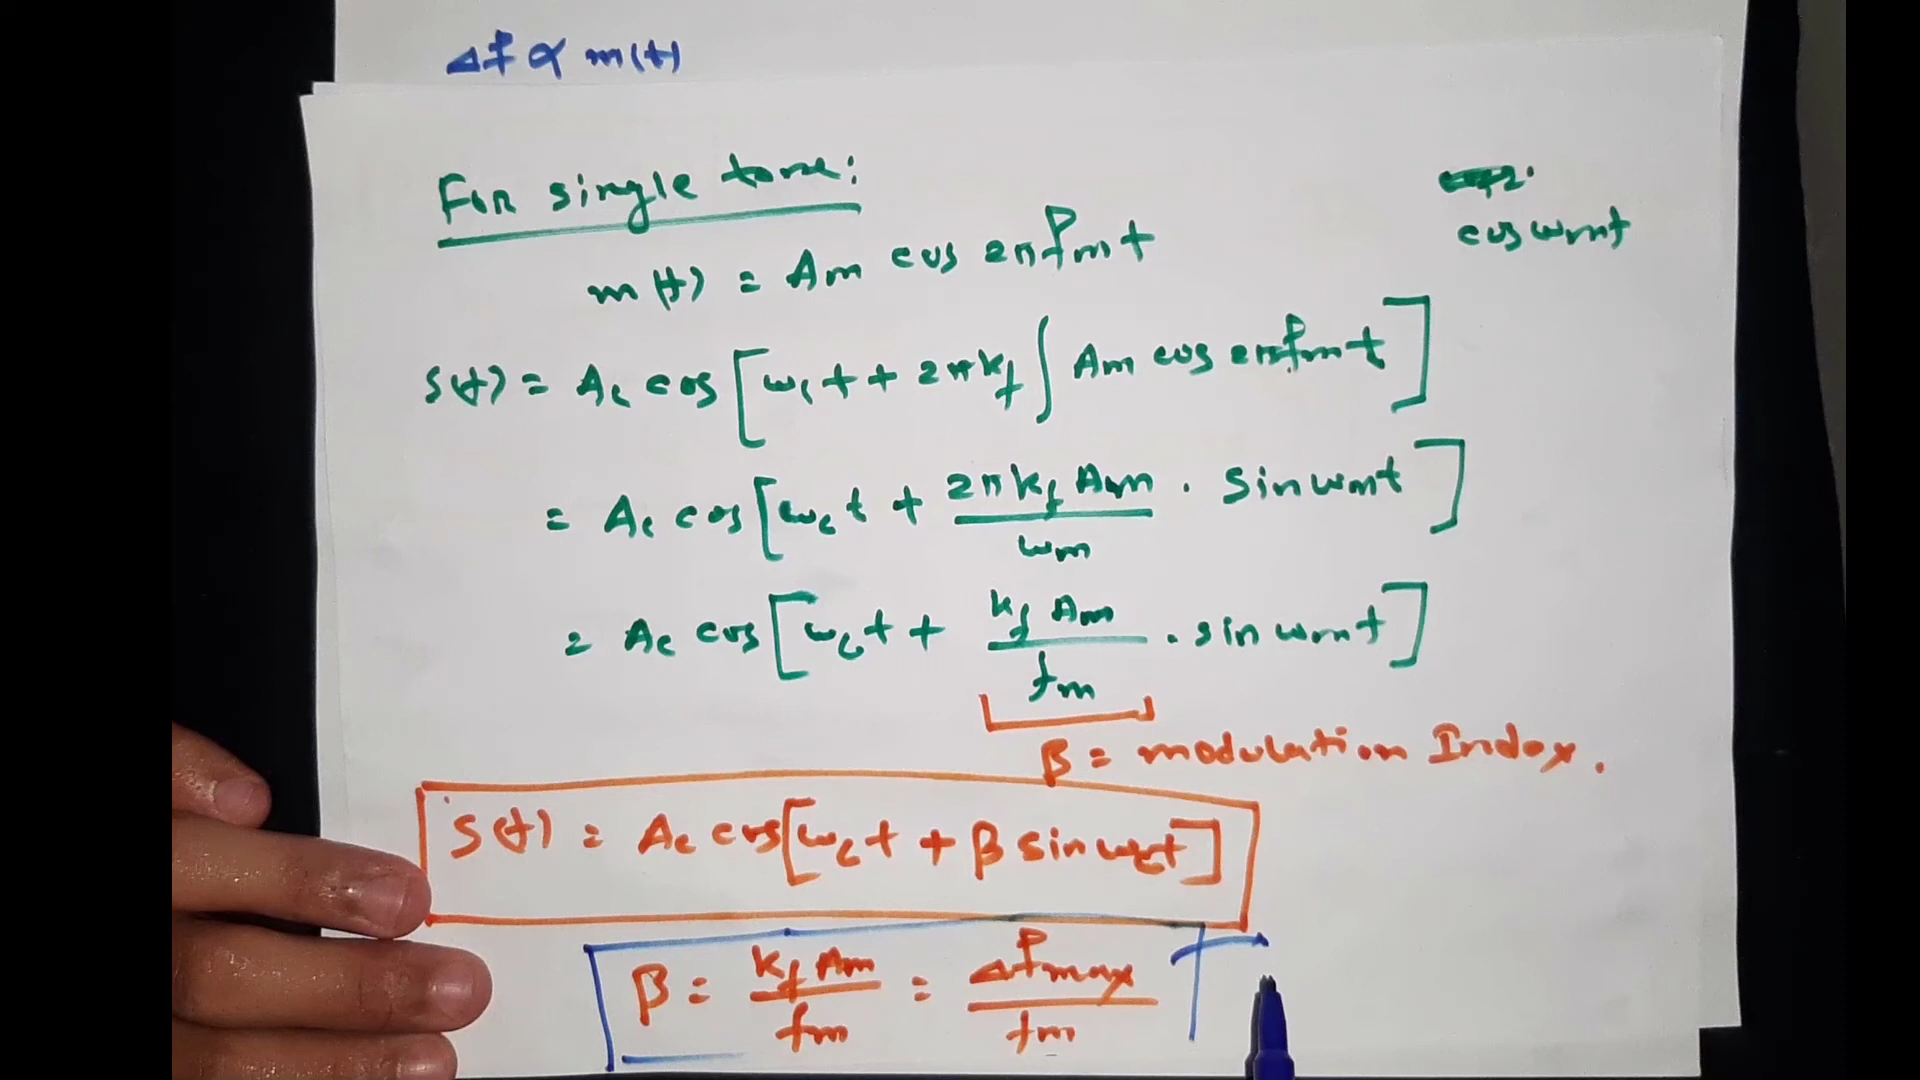 Δf ∝ m(t)
For single tone:
cos ωmt
m(t) = Am cos 2πfmt
S(t) = Ac cos[ωct + 2πkf∫ Am cos 2πfmt]
= Ac cos[ωct + 2πkf Am / ωm . sin ωmt]
= Ac cos[ωct + kf Am / fm . sin ωmt]
β = modulation Index.
S(t) = Ac cos[ωct + β sin ωct]
β = kf Am / fm = Δfmax / fm